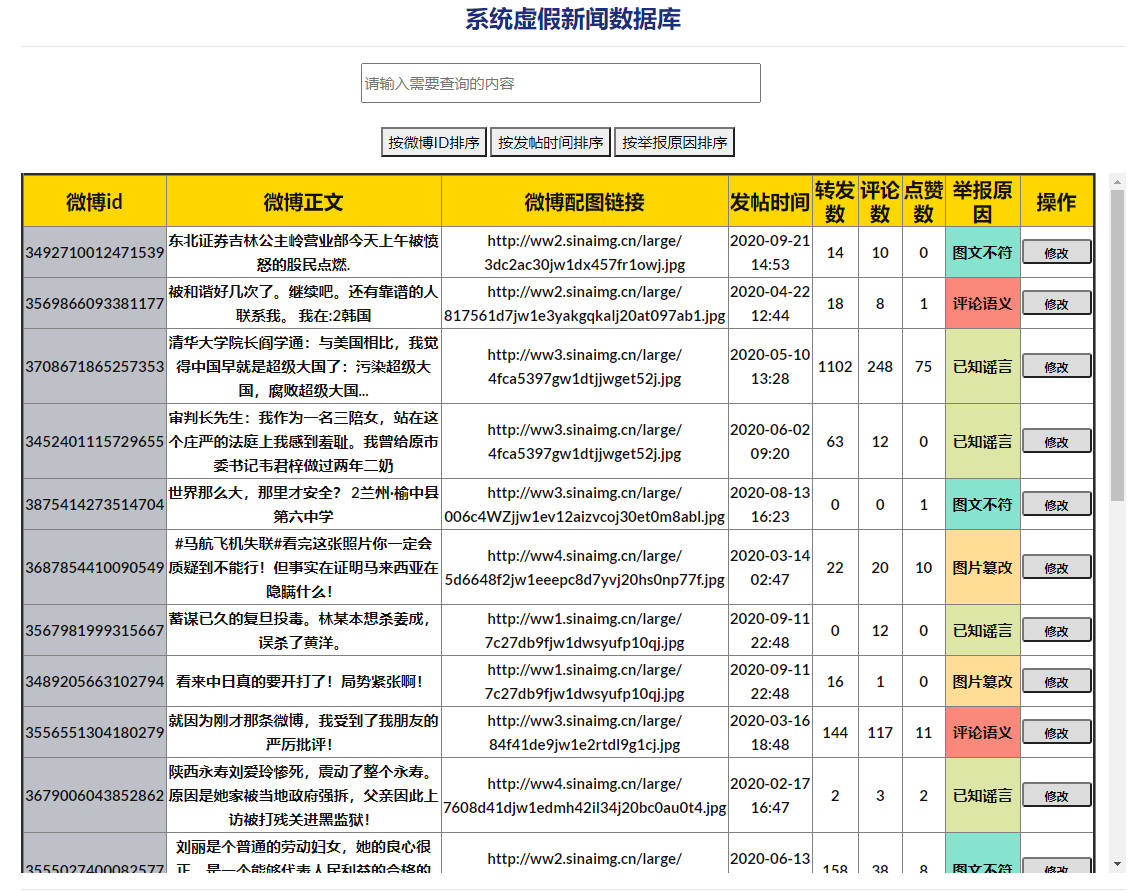 系统虚假新闻数据库
请输入需要查询的内容
按微博ID排序 按发帖时间排序 按举报原因排序
微博id 微博正文 微博配图链接 发帖时间 转发数 评论数 点赞数 举报原因 操作
3492710012471539
东北证券吉林公主岭营业部今天上午被愤
怒的股民点燃.
http://ww2.sinaimg.cn/large/
3dc2ac30jw1dx457fr1owj.jpg
2020-09-21
14:53
14 10 0 图文不符 修改
3569866093381177
被和谐好几次了。继续吧。还有靠谱的人
联系我。 我在:2韩国
http://ww2.sinaimg.cn/large/
817561d7jw1e3yakgqkalj20at097ab1.jpg
2020-04-22
12:44
18 8 1 评论语义 修改
3708671865257353
清华大学院长阎学通：与美国相比，我觉
得中国早就是超级大国了：污染超级大
国，腐败超级大国...
http://ww3.sinaimg.cn/large/
4fca5397gw1dtjjwget52j.jpg
2020-05-10
13:28
1102 248 75 已知谣言 修改
3452401115729655
审判长先生：我作为一名三陪女，站在这
个庄严的法庭上我感到羞耻。我曾给原市
委书记韦君梓做过两年二奶
http://ww3.sinaimg.cn/large/
4fca5397gw1dtjjwget52j.jpg
2020-06-02
09:20
63 12 0 已知谣言 修改
3875414273514704
世界那么大，那里才安全？ 2兰州·榆中县
第六中学
http://ww3.sinaimg.cn/large/
006c4WZjjw1ev12aizvcoj30et0m8abl.jpg
2020-08-13
16:23
0 0 1 图文不符 修改
3687854410090549
#马航飞机失联#看完这张照片你一定会
质疑到不能行！但事实在证明马来西亚在
隐瞒什么！
http://ww4.sinaimg.cn/large/
5d6648f2jw1eeepc8d7yvj20hs0np77f.jpg
2020-03-14
02:47
22 20 10 图片篡改 修改
3567981999315667
蓄谋已久的复旦投毒。林某本想杀姜成，
误杀了黄洋。
http://ww1.sinaimg.cn/large/
7c27db9fjw1dwsyufp10qj.jpg
2020-09-11
22:48
0 12 0 已知谣言 修改
3489205663102794
看来中日真的要开打了！局势紧张啊！
http://ww1.sinaimg.cn/large/
7c27db9fjw1dwsyufp10qj.jpg
2020-09-11
22:48
16 1 0 图片篡改 修改
3556551304180279
就因为刚才那条微博，我受到了我朋友的
严厉批评！
http://ww3.sinaimg.cn/large/
84f41de9jw1e2rtdl9g1cj.jpg
2020-03-16
18:48
144 117 11 评论语义 修改
3679006043852862
陕西永寿刘爱玲惨死，震动了整个永寿。
原因是她家被当地政府强拆，父亲因此上
访被打残关进黑监狱！
http://ww4.sinaimg.cn/large/
7608d41djw1edmh42il34j20bc0au0t4.jpg
2020-02-17
16:47
2 3 2 已知谣言 修改
3555027400082577
刘丽是个普通的劳动妇女，她的良心很
正，是一个能够代表人民利益的合格的
http://ww2.sinaimg.cn/large/
2020-06-13
158 38 8 图文不符 修改